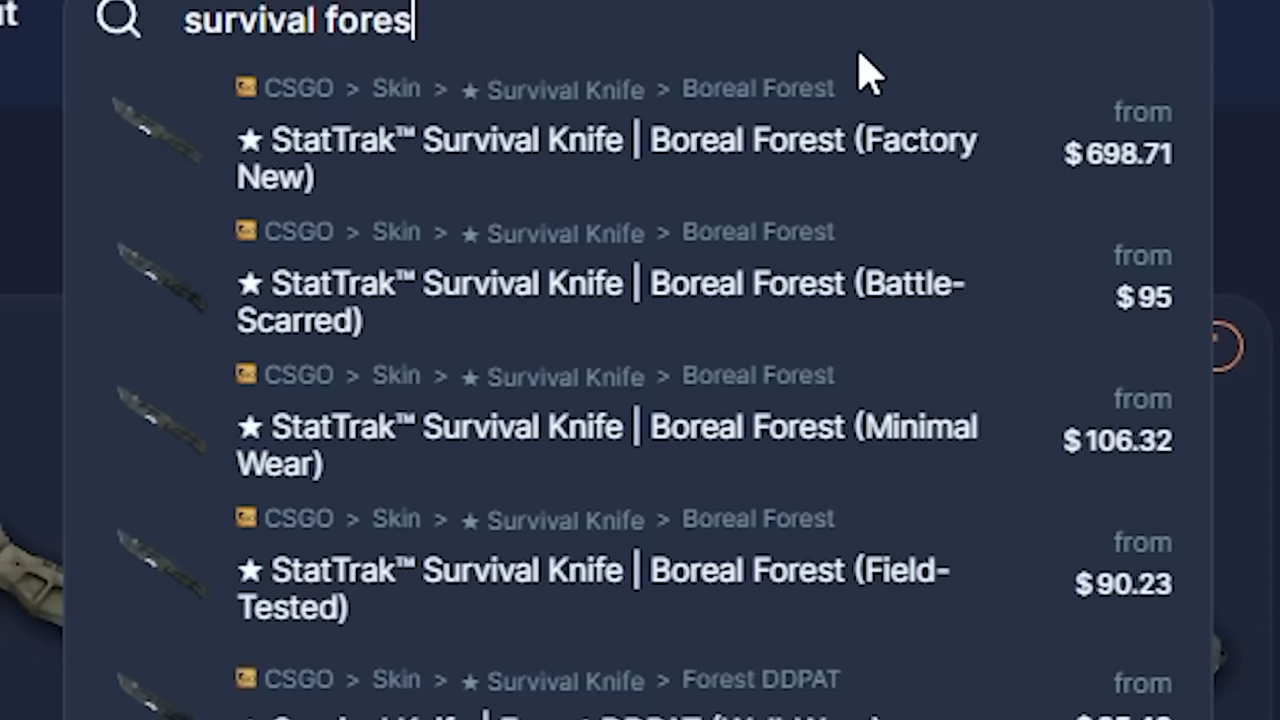 survival fores
CSGO > Skin > ★ Survival Knife > Boreal Forest
★ StatTrak™ Survival Knife | Boreal Forest (Factory
New)
from
$698.71
CSGO > Skin > ★ Survival Knife > Boreal Forest
★ StatTrak™ Survival Knife | Boreal Forest (Battle-
Scarred)
from
$95
CSGO > Skin > ★ Survival Knife > Boreal Forest
★ StatTrak™ Survival Knife | Boreal Forest (Minimal
Wear)
from
$106.32
CSGO > Skin > ★ Survival Knife > Boreal Forest
★ StatTrak™ Survival Knife | Boreal Forest (Field-
Tested)
from
$90.23
CSGO > Skin > ★ Survival Knife > Forest DDPAT
from